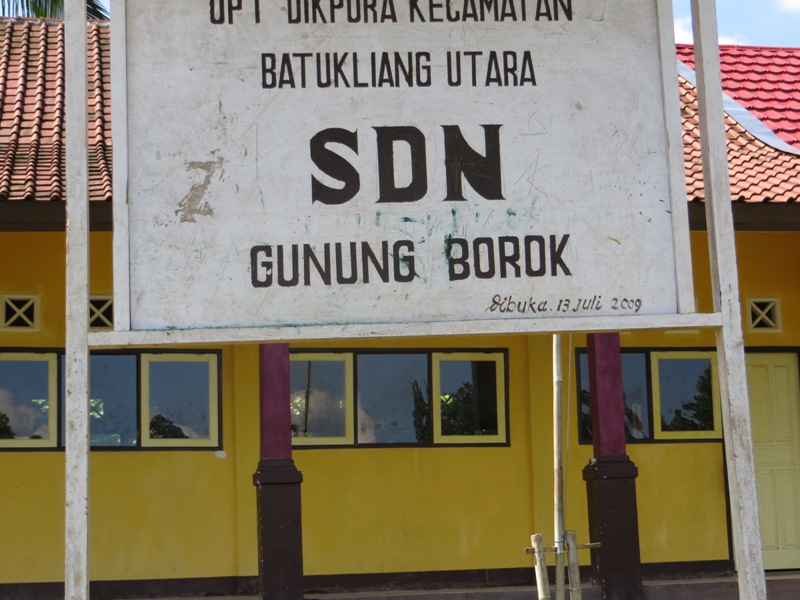 UPT DIKPORA KECAMATAN
BATUKLIANG UTARA
SDN
GUNUNG BOROK
Dibuka. 13 Juli 2009